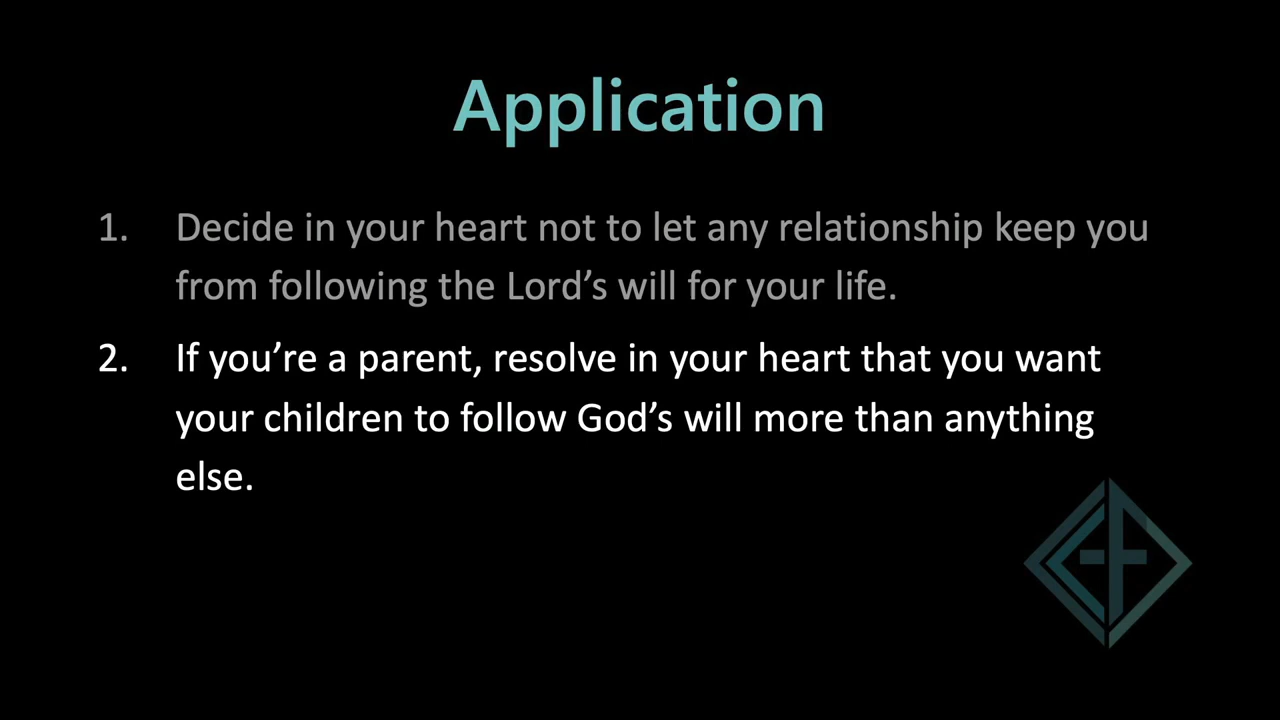 Application
1. Decide in your heart not to let any relationship keep you
from following the Lord’s will for your life.
2. If you’re a parent, resolve in your heart that you want
your children to follow God’s will more than anything
else.